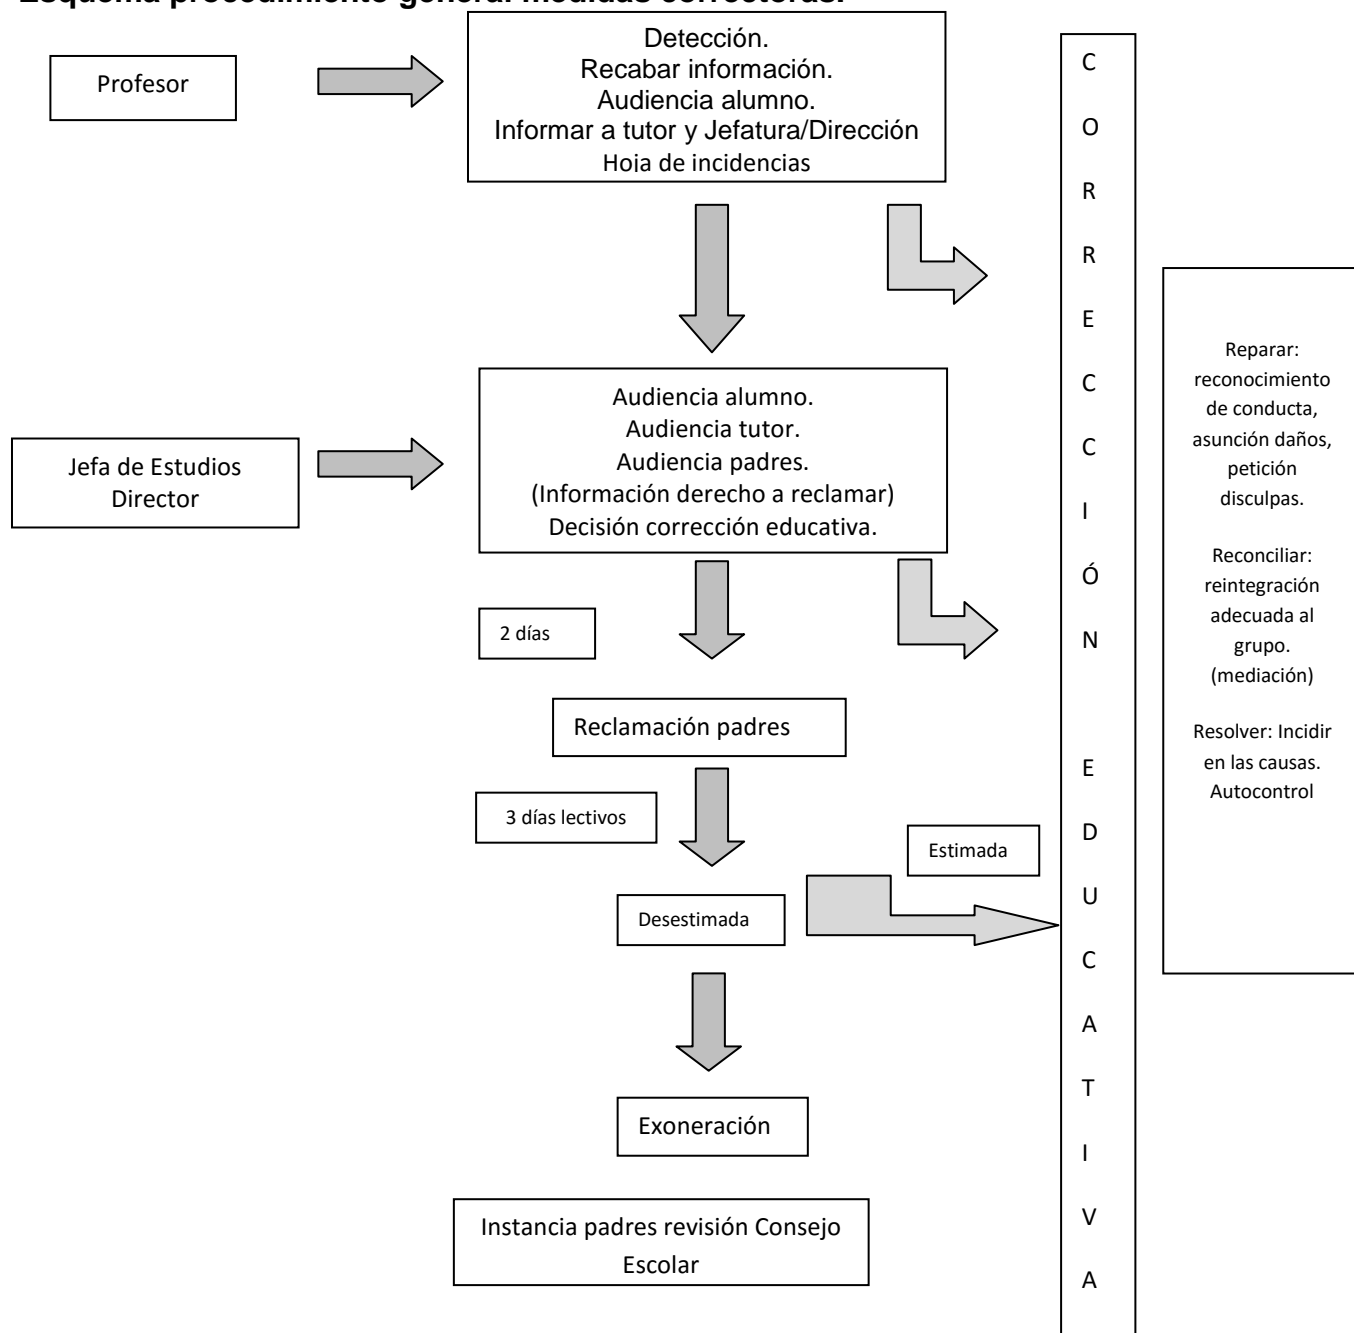 Esquema procedimiento general medidas correctoras.
Profesor
Detección.
Recabar información.
Audiencia alumno.
Informar a tutor y Jefatura/Dirección
Hoja de incidencias
Jefa de Estudios
Director
Audiencia alumno.
Audiencia tutor.
Audiencia padres.
(Información derecho a reclamar)
Decisión corrección educativa.
2 días
Reclamación padres
3 días lectivos
Desestimada
Estimada
Exoneración
Instancia padres revisión Consejo
Escolar
C
O
R
R
E
C
C
I
Ó
N
E
D
U
C
A
T
I
V
A
Reparar:
reconocimiento
de conducta,
asunción daños,
petición
disculpas.
Reconciliar:
reintegración
adecuada al
grupo.
(mediación)
Resolver: Incidir
en las causas.
Autocontrol